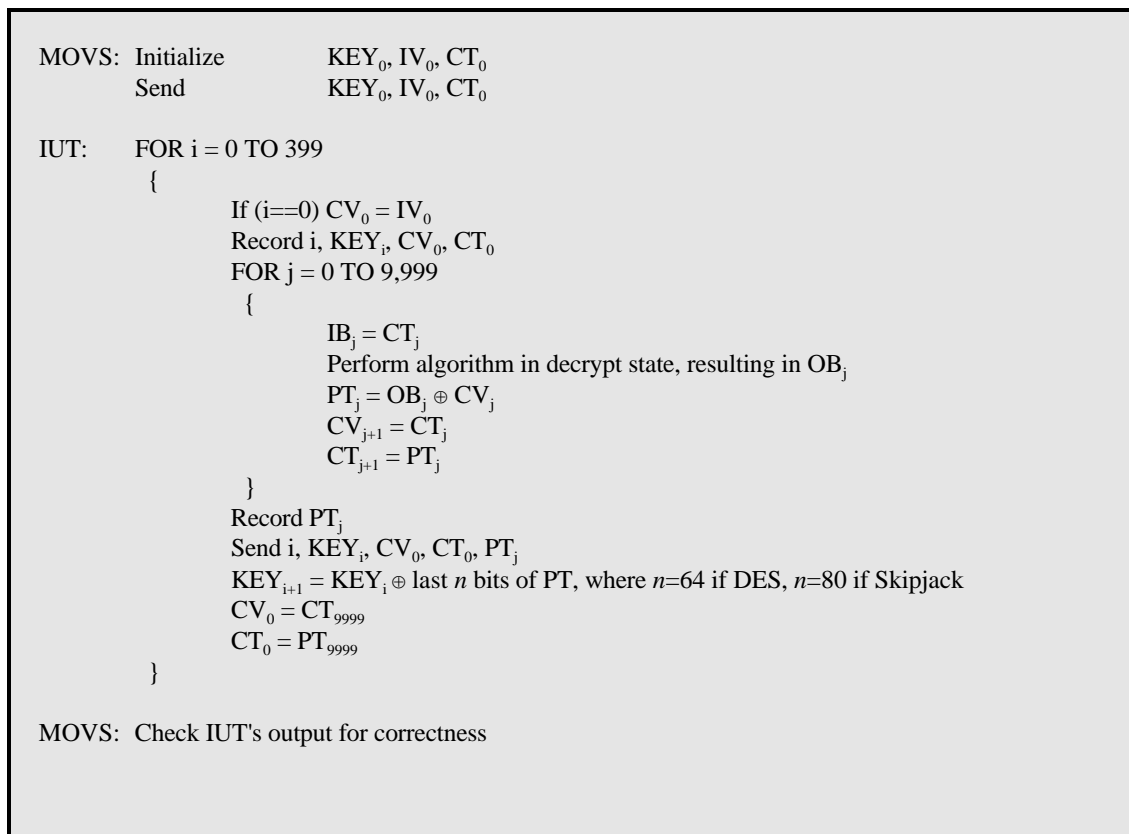 MOVS: Initialize KEY₀, IV₀, CT₀
Send KEY₀, IV₀, CT₀
IUT: FOR i = 0 TO 399
{
If (i==0) CV₀ = IV₀
Record i, KEYᵢ, CV₀, CT₀
FOR j = 0 TO 9,999
{
IBⱼ = CTⱼ
Perform algorithm in decrypt state, resulting in OBⱼ
PTⱼ = OBⱼ ⊕ CVⱼ
CVⱼ₊₁ = CTⱼ
CTⱼ₊₁ = PTⱼ
}
Record PTⱼ
Send i, KEYᵢ, CV₀, CT₀, PTⱼ
KEYᵢ₊₁ = KEYᵢ ⊕ last n bits of PT, where n=64 if DES, n=80 if Skipjack
CV₀ = CT₉₉₉₉
CT₀ = PT₉₉₉₉
}
MOVS: Check IUT's output for correctness